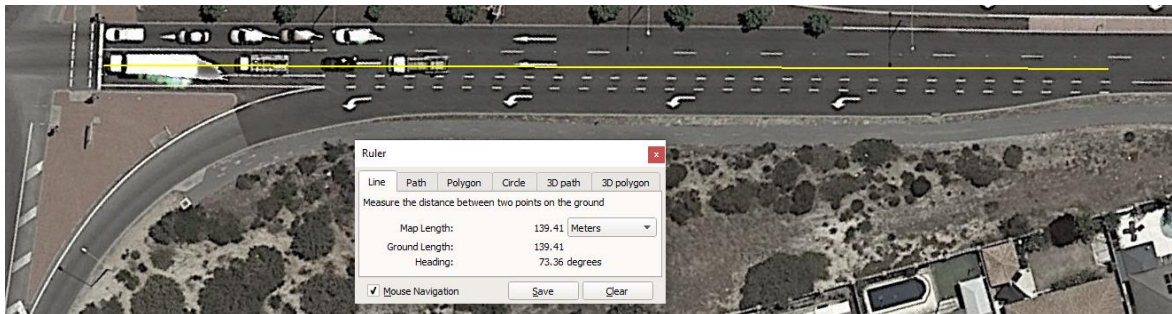 Ruler
x
Line Path Polygon Circle 3D path 3D polygon
Measure the distance between two points on the ground
Map Length: 139.41 Meters
Ground Length: 139.41
Heading: 73.36 degrees
Mouse Navigation Save Clear